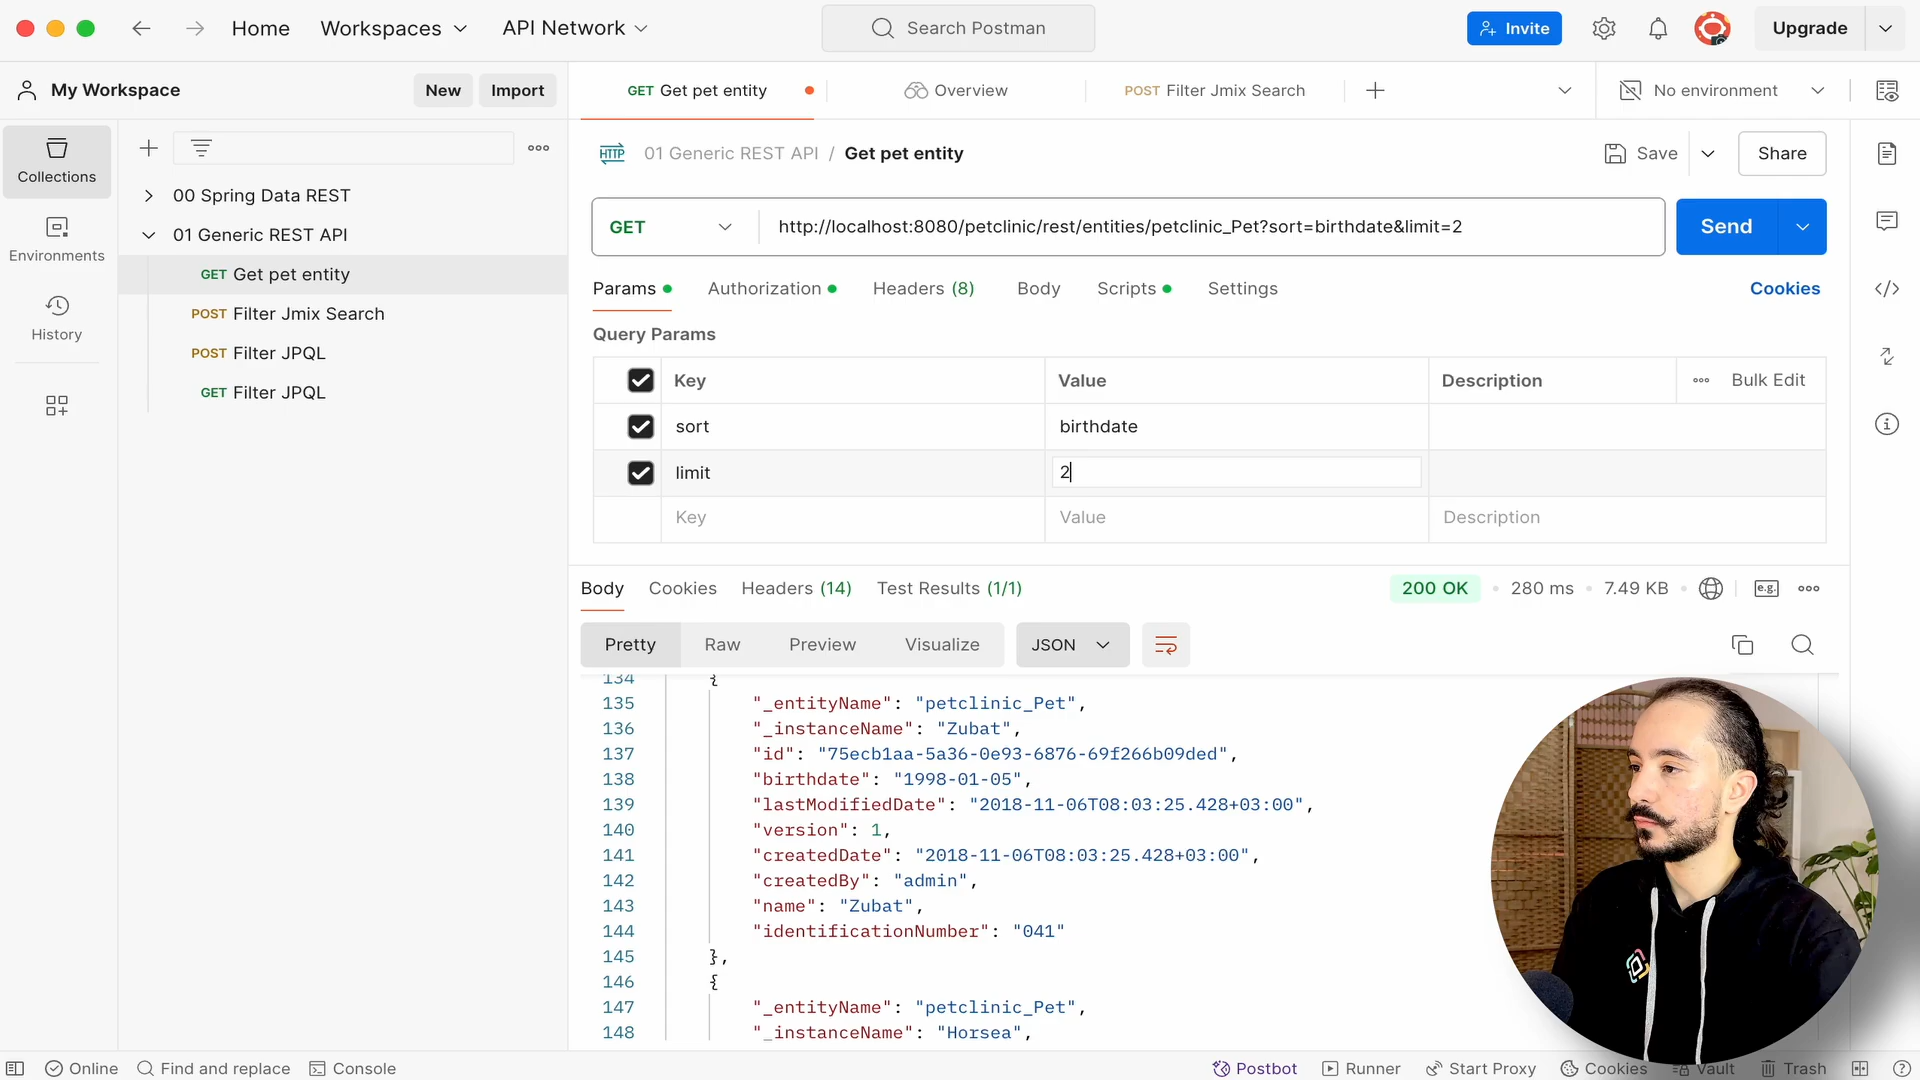 Home
Workspaces
API Network
Search Postman
Invite
Upgrade
My Workspace
New
Import
GET Get pet entity
Overview
POST Filter Jmix Search
No environment
Collections
Environments
History
00 Spring Data REST
01 Generic REST API
GET Get pet entity
POST Filter Jmix Search
POST Filter JPQL
GET Filter JPQL
HTTP
01 Generic REST API / Get pet entity
Save
Share
GET
http://localhost:8080/petclinic/rest/entities/petclinic_Pet?sort=birthdate&limit=2
Send
Params
Authorization
Headers (8)
Body
Scripts
Settings
Cookies
Query Params
Key Value Description Bulk Edit
sort birthdate
limit 2
Key Value Description
Body
Cookies
Headers (14)
Test Results (1/1)
200 OK
280 ms
7.49 KB
e.g.
Pretty
Raw
Preview
Visualize
JSON
134 {
135 "_entityName": "petclinic_Pet",
136 "_instanceName": "Zubat",
137 "id": "75ecb1aa-5a36-0e93-6876-69f266b09ded",
138 "birthdate": "1998-01-05",
139 "lastModifiedDate": "2018-11-06T08:03:25.428+03:00",
140 "version": 1,
141 "createdDate": "2018-11-06T08:03:25.428+03:00",
142 "createdBy": "admin",
143 "name": "Zubat",
144 "identificationNumber": "041"
145 },
146 {
147 "_entityName": "petclinic_Pet",
148 "_instanceName": "Horsea",
Online
Find and replace
Console
Postbot
Runner
Start Proxy
Cookies
Vault
Trash